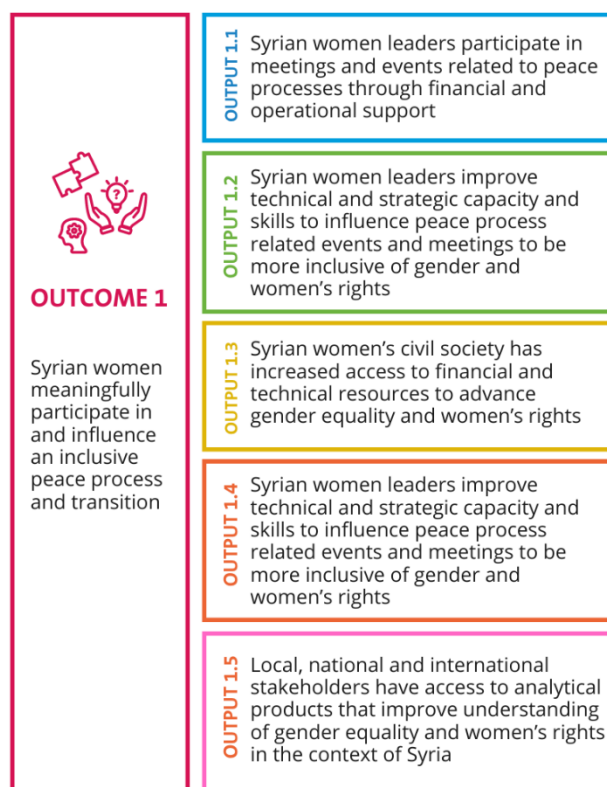 OUTCOME 1
Syrian women
meaningfully
participate in
and influence
an inclusive
peace process
and transition
OUTPUT 1.1
Syrian women leaders participate in
meetings and events related to peace
processes through financial and
operational support
OUTPUT 1.2
Syrian women leaders improve
technical and strategic capacity and
skills to influence peace process
related events and meetings to be
more inclusive of gender and
women’s rights
OUTPUT 1.3
Syrian women’s civil society has
increased access to financial and
technical resources to advance
gender equality and women’s rights
OUTPUT 1.4
Syrian women leaders improve
technical and strategic capacity and
skills to influence peace process
related events and meetings to be
more inclusive of gender and
women’s rights
OUTPUT 1.5
Local, national and international
stakeholders have access to analytical
products that improve understanding
of gender equality and women’s rights
in the context of Syria